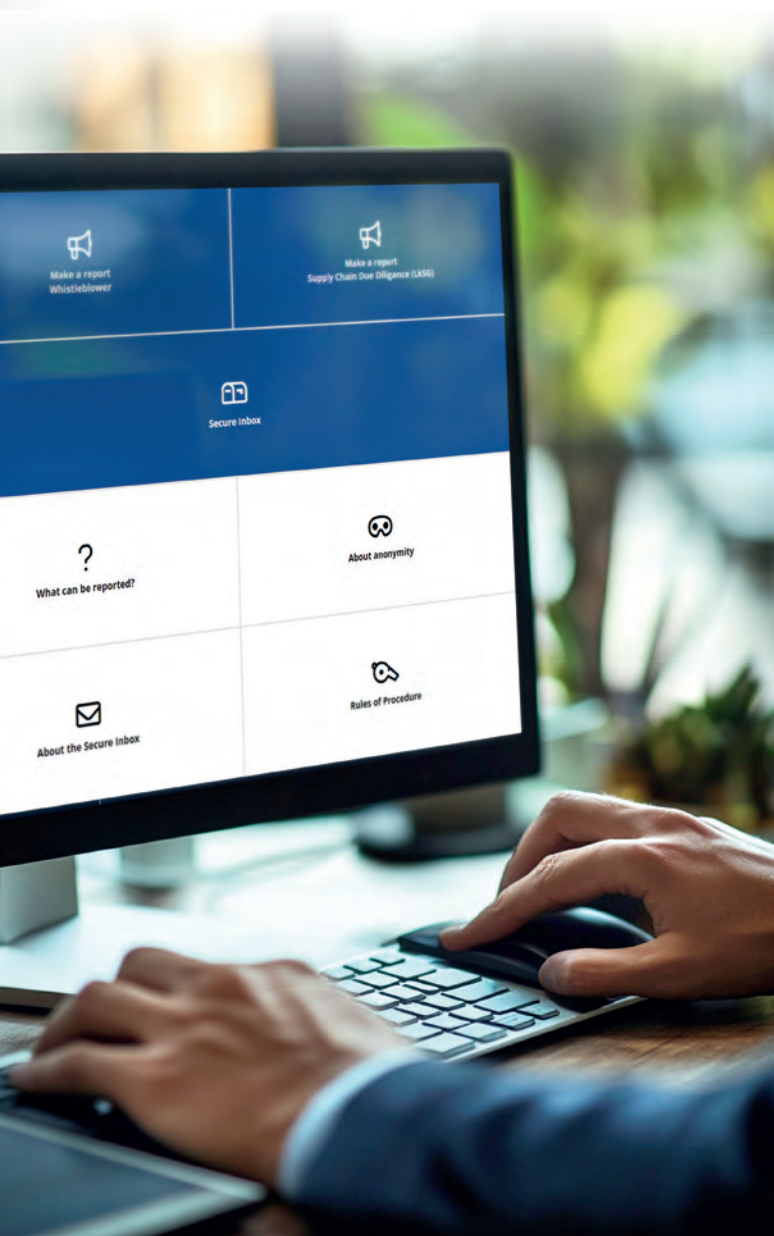 Make a report
Whistleblower
Make a report
Supply Chain Due Diligance (LkSG)
Secure Inbox
What can be reported?
About anonymity
About the Secure Inbox
Rules of Procedure